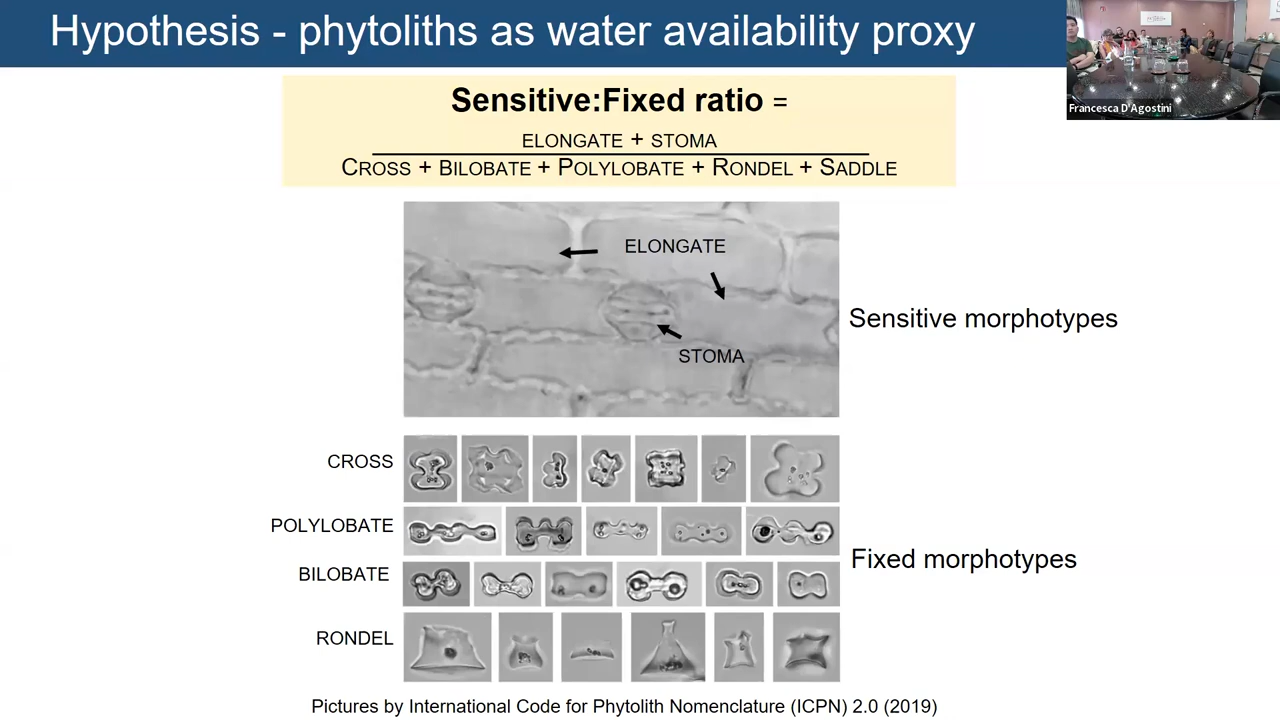 Hypothesis - phytoliths as water availability proxy
Francesca D'Agostini
Sensitive:Fixed ratio =
ELONGATE + STOMA
CROSS + BILOBATE + POLYLOBATE + RONDEL + SADDLE
ELONGATE
STOMA
Sensitive morphotypes
CROSS
POLYLOBATE
BILOBATE
RONDEL
Fixed morphotypes
Pictures by International Code for Phytolith Nomenclature (ICPN) 2.0 (2019)